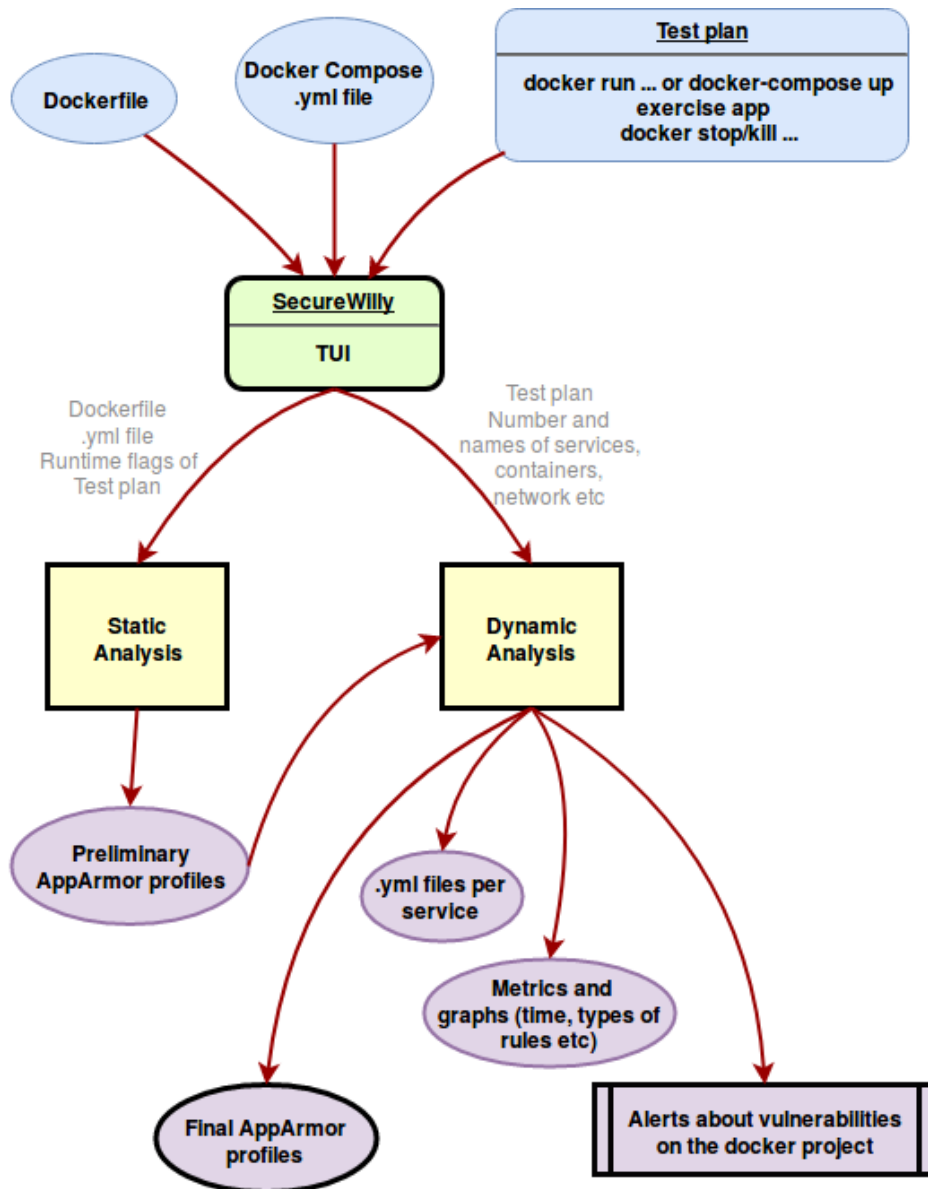 Test plan
Docker Compose
.yml file
Dockerfile
docker run ... or docker-compose up
exercise app
docker stop/kill ...
SecureWilly
TUI
Dockerfile
.yml file
Runtime flags of
Test plan
Test plan
Number and
names of services,
containers,
network etc
Static
Analysis
Dynamic
Analysis
Preliminary
AppArmor profiles
.yml files per
service
Metrics and
graphs (time, types of
rules etc)
Final AppArmor
profiles
Alerts about vulnerabilities
on the docker project